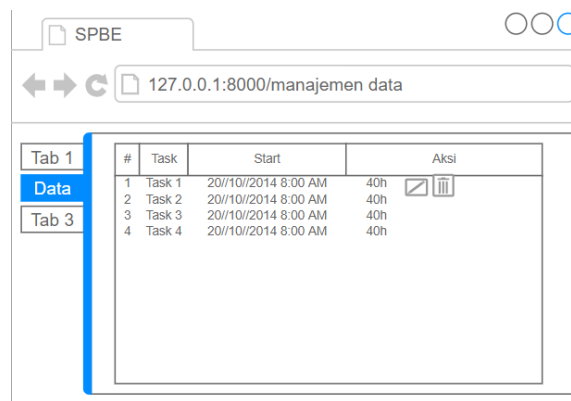 SPBE
127.0.0.1:8000/manajemen data
Tab 1
Data
Tab 3
# Task Start Aksi
1 Task 1 20//10//2014 8:00 AM 40h
2 Task 2 20//10//2014 8:00 AM 40h
3 Task 3 20//10//2014 8:00 AM 40h
4 Task 4 20//10//2014 8:00 AM 40h